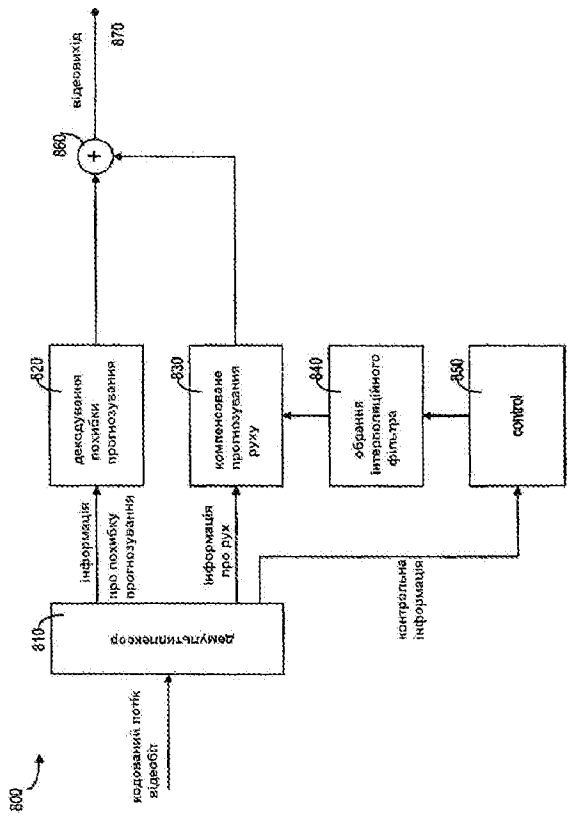 800
кодований потік
відеобіт
810
демультиплексор
інформація
про похибку
прогнозування
інформація
про рух
контрольна
інформація
820
декодування
похибки
прогнозування
830
компенсоване
прогнозування
руху
840
обрання
інтерполяційного
фільтра
850
control
860
+
відеовихід
870